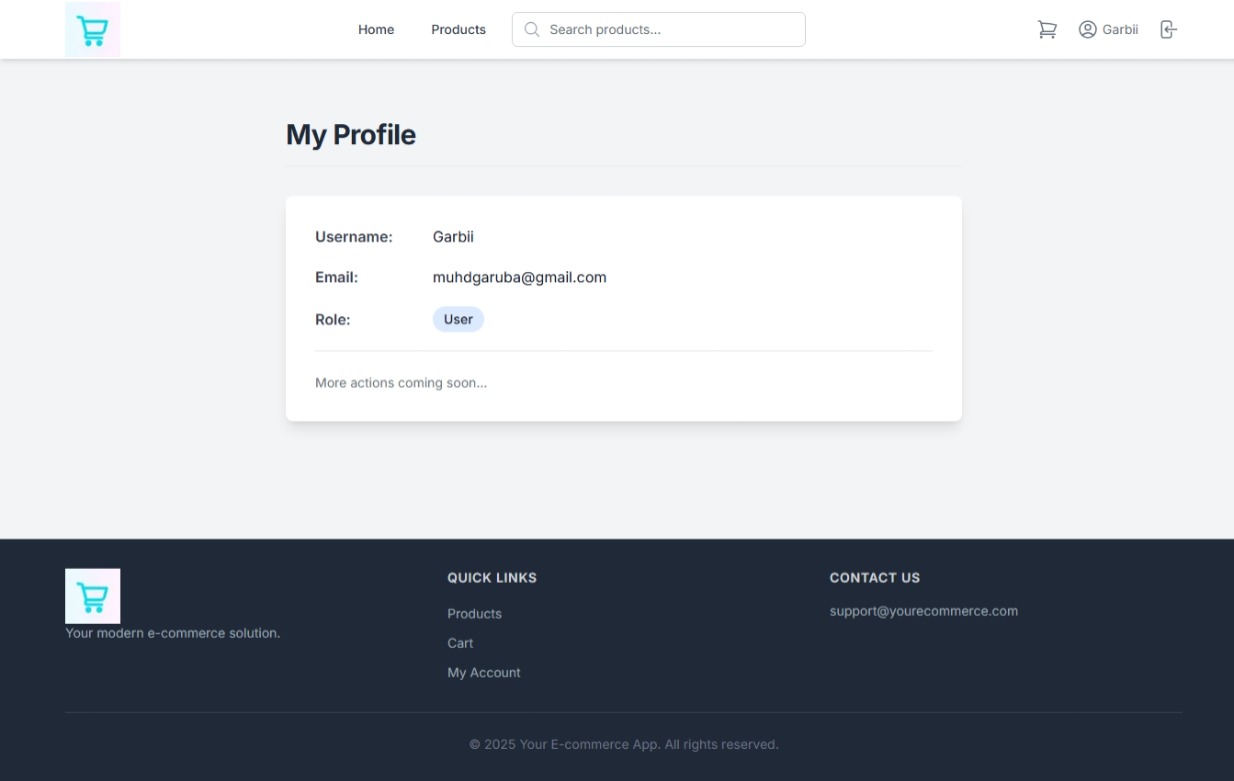 Home Products Search products... Garbii
My Profile
Username: Garbii
Email: muhdgaruba@gmail.com
Role: User
More actions coming soon...
Your modern e-commerce solution.
QUICK LINKS
Products
Cart
My Account
CONTACT US
support@yourecommerce.com
© 2025 Your E-commerce App. All rights reserved.